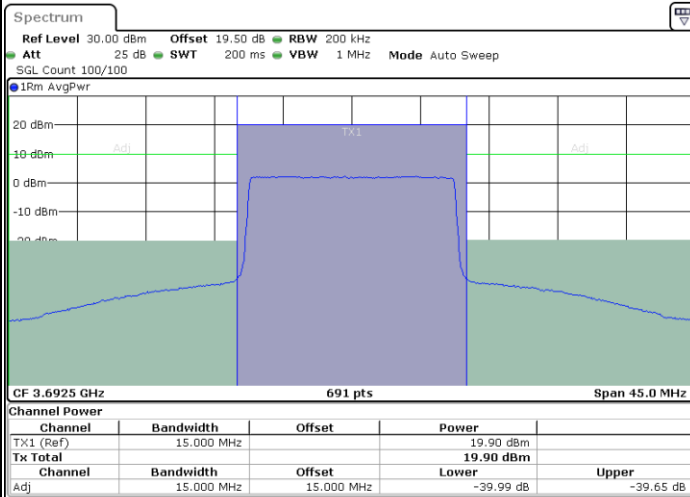 Spectrum
Ref Level 30.00 dBm Offset 19.50 dB RBW 200 kHz
Att 25 dB SWT 200 ms VBW 1 MHz Mode Auto Sweep
SGL Count 100/100
1Rm AvgPwr
20 dBm
TX1
Adj
Adj
10 dBm
0 dBm
-10 dBm
-20 dBm
CF 3.6925 GHz 691 pts Span 45.0 MHz
Channel Power
Channel Bandwidth Offset Power
TX1 (Ref) 15.000 MHz 19.90 dBm
Tx Total 19.90 dBm
Channel Bandwidth Offset Lower Upper
Adj 15.000 MHz 15.000 MHz -39.99 dB -39.65 dB